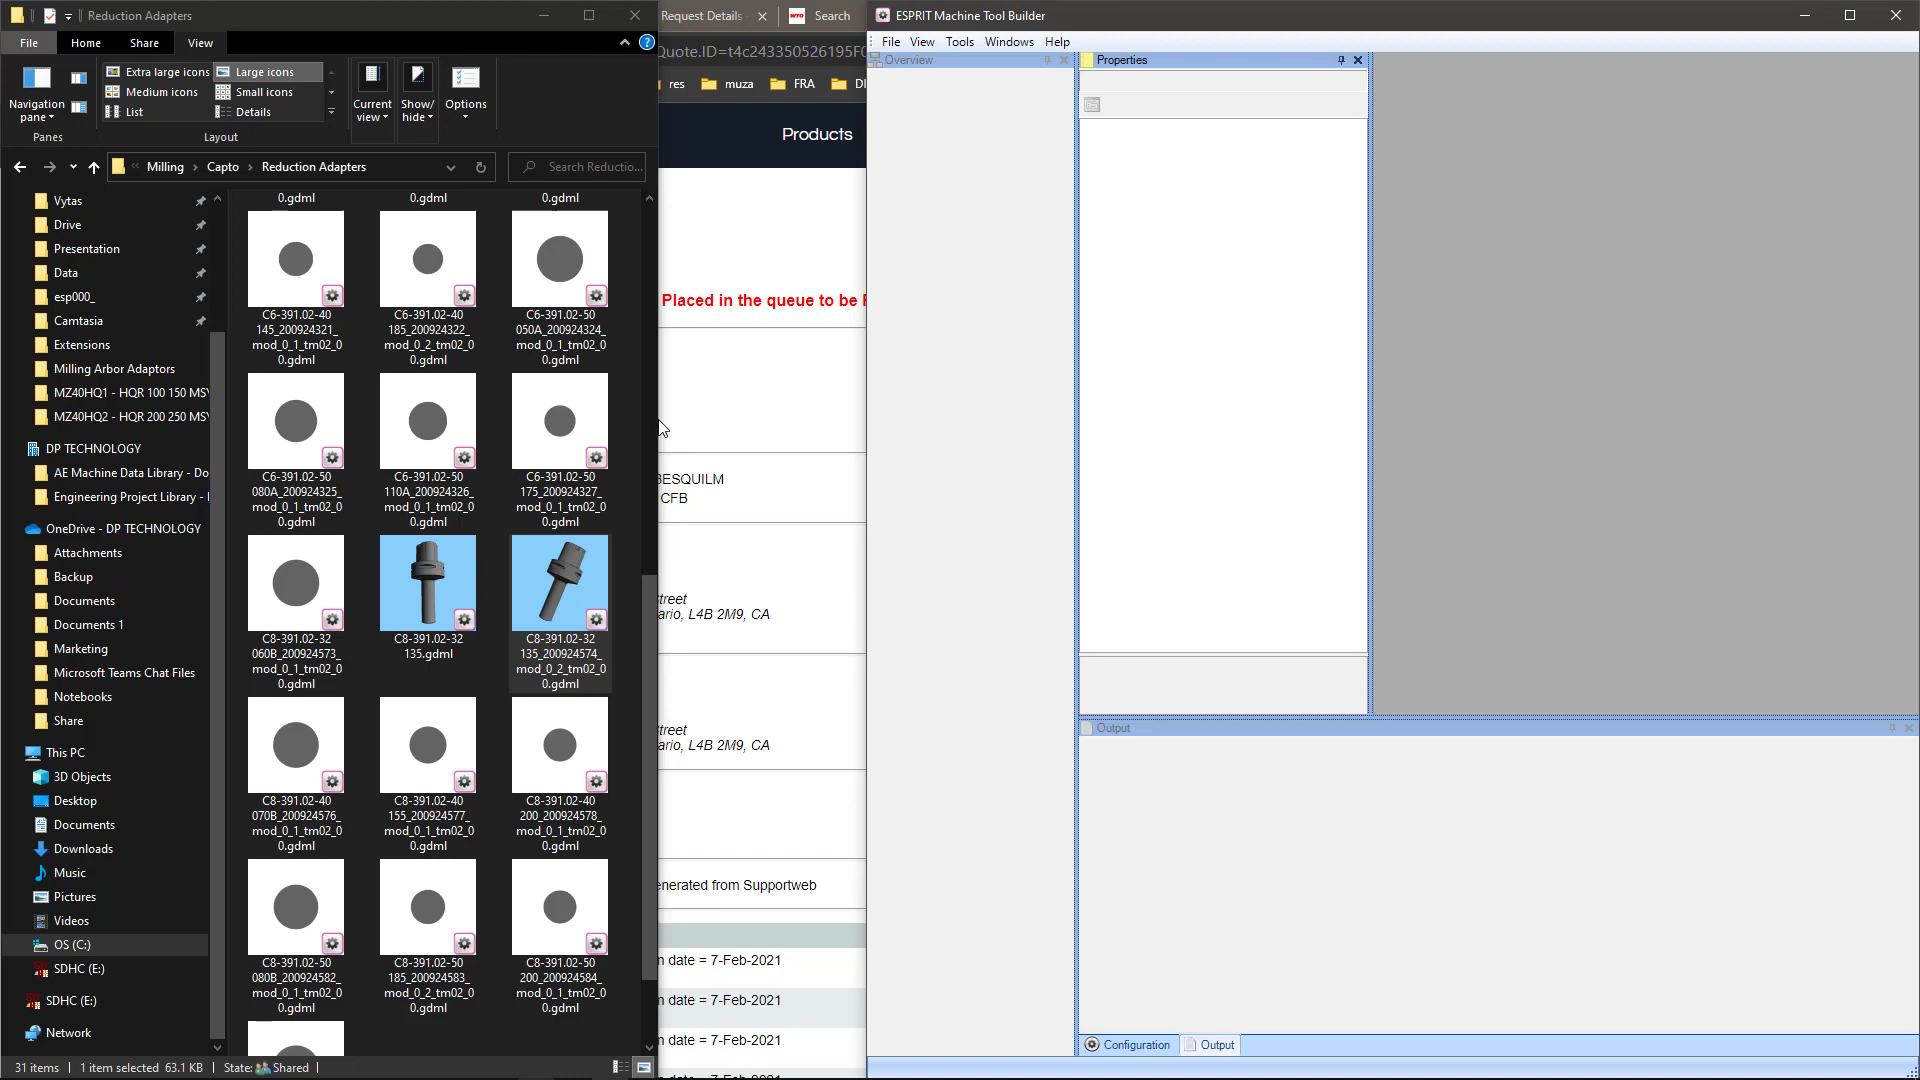 Reduction Adapters
File
Home
Share
View
Extra large icons
Large icons
Medium icons
Small icons
List
Details
Navigation
pane
Current
view
Show/
hide
Options
Panes
Layout
Milling
Capto
Reduction Adapters
Search Reductio...
Vytas
Drive
Presentation
Data
esp000_
Camtasia
Extensions
Milling Arbor Adaptors
MZ40HQ1 - HQR 100 150 MSY
MZ40HQ2 - HQR 200 250 MSY
DP TECHNOLOGY
AE Machine Data Library - Do
Engineering Project Library -
OneDrive - DP TECHNOLOGY
Attachments
Backup
Documents
Documents 1
Marketing
Microsoft Teams Chat Files
Notebooks
Share
This PC
3D Objects
Desktop
Documents
Downloads
Music
Pictures
Videos
OS (C:)
SDHC (E:)
SDHC (E:)
Network
0.gdml
0.gdml
0.gdml
C6-391.02-40
145_200924321_
mod_0_1_tm02_0
0.gdml
C6-391.02-40
185_200924322_
mod_0_2_tm02_0
0.gdml
C6-391.02-50
050A_200924324_
mod_0_1_tm02_0
0.gdml
C6-391.02-50
080A_200924325_
mod_0_1_tm02_0
0.gdml
C6-391.02-50
110A_200924326_
mod_0_1_tm02_0
0.gdml
C6-391.02-50
175_200924327_
mod_0_1_tm02_0
0.gdml
C8-391.02-32
060B_200924573_
mod_0_1_tm02_0
0.gdml
C8-391.02-32
135.gdml
C8-391.02-32
135_200924574_
mod_0_2_tm02_0
0.gdml
C8-391.02-40
070B_200924576_
mod_0_1_tm02_0
0.gdml
C8-391.02-40
155_200924577_
mod_0_1_tm02_0
0.gdml
C8-391.02-40
200_200924578_
mod_0_1_tm02_0
0.gdml
C8-391.02-50
080B_200924582_
mod_0_1_tm02_0
0.gdml
C8-391.02-50
185_200924583_
mod_0_2_tm02_0
0.gdml
C8-391.02-50
200_200924584_
mod_0_1_tm02_0
0.gdml
31 items
1 item selected 63.1 KB
State: Shared
Request Details
WTO
Search
Quote.ID=t4c243350526195F0
res
muza
FRA
DI
Products
Placed in the queue to be
BESQUILM
CFB
treet
ario, L4B 2M9, CA
treet
ario, L4B 2M9, CA
enerated from Supportweb
n date = 7-Feb-2021
n date = 7-Feb-2021
n date = 7-Feb-2021
ESPRIT Machine Tool Builder
File
View
Tools
Windows
Help
Overview
Properties
Output
Configuration
Output